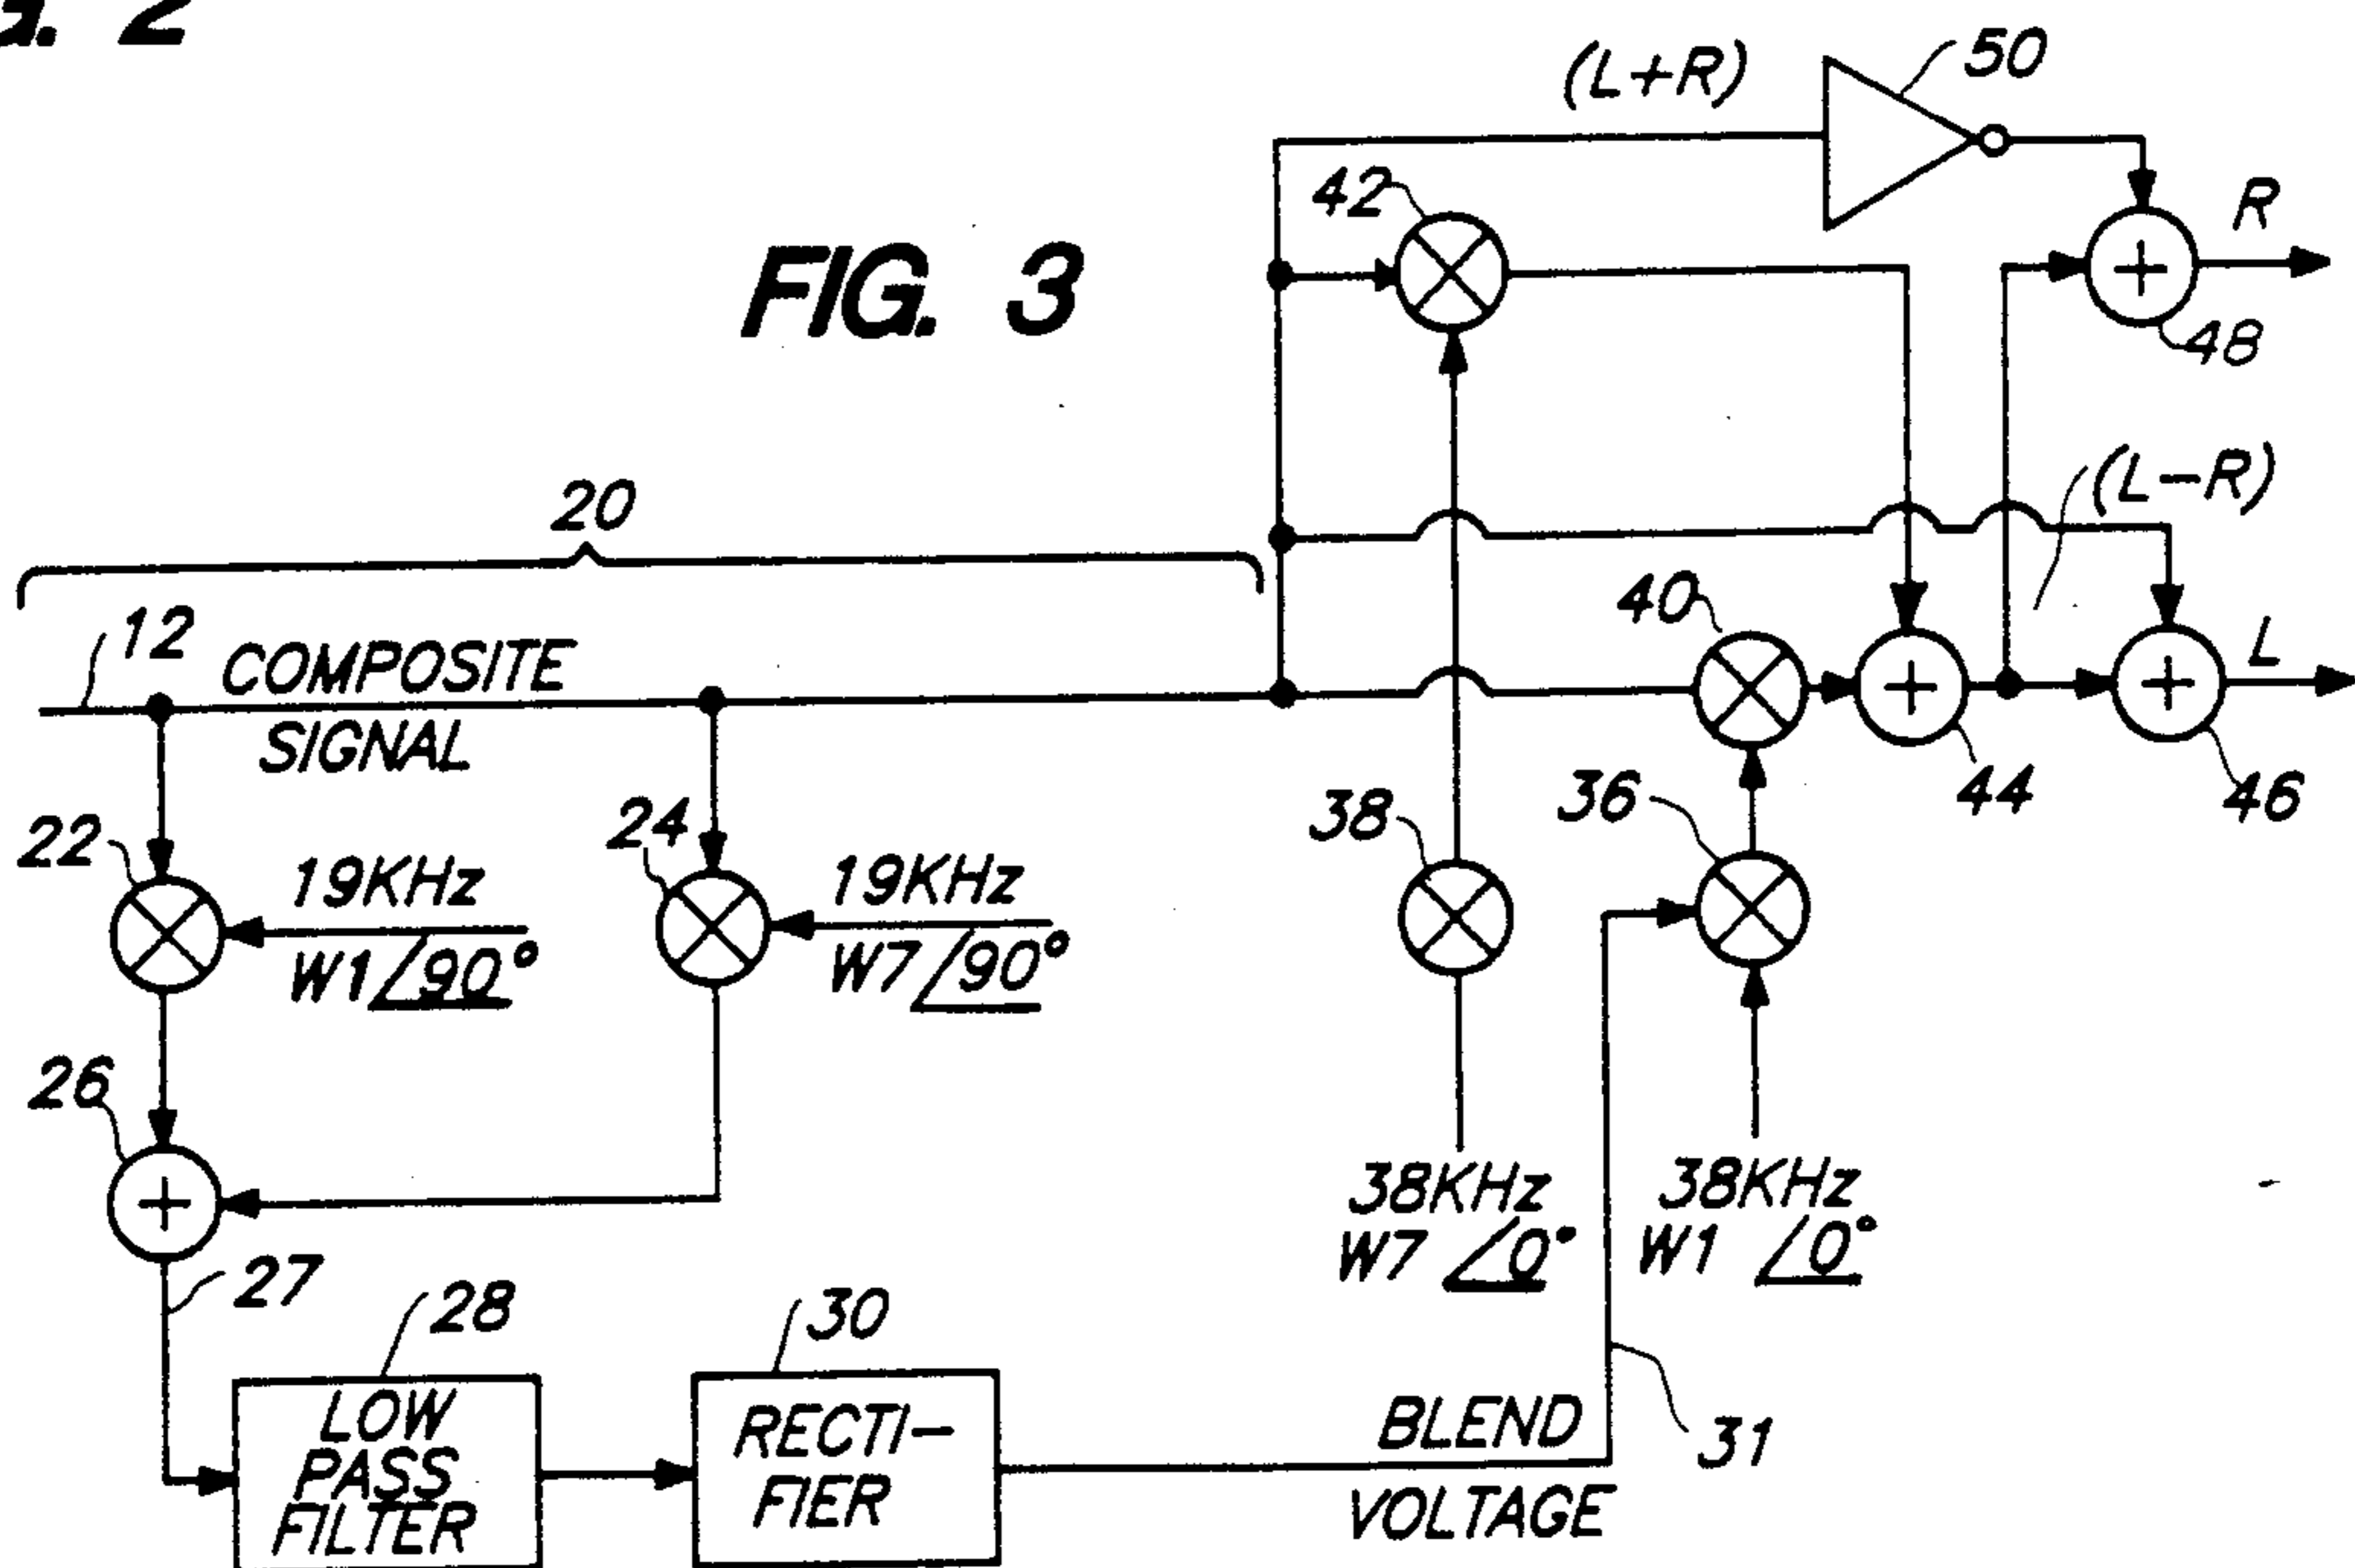 G. 2
FIG. 3
(L+R)
50
42
R
48
20
(L-R)
12
COMPOSITE
SIGNAL
40
L
44
46
22
19KHz
W1∠90°
24
19KHz
W7∠90°
38
36
26
38KHz
W7 ∠0°
38KHz
W1 ∠0°
27
28
30
LOW
PASS
FILTER
RECTI-
FIER
BLEND
VOLTAGE
31